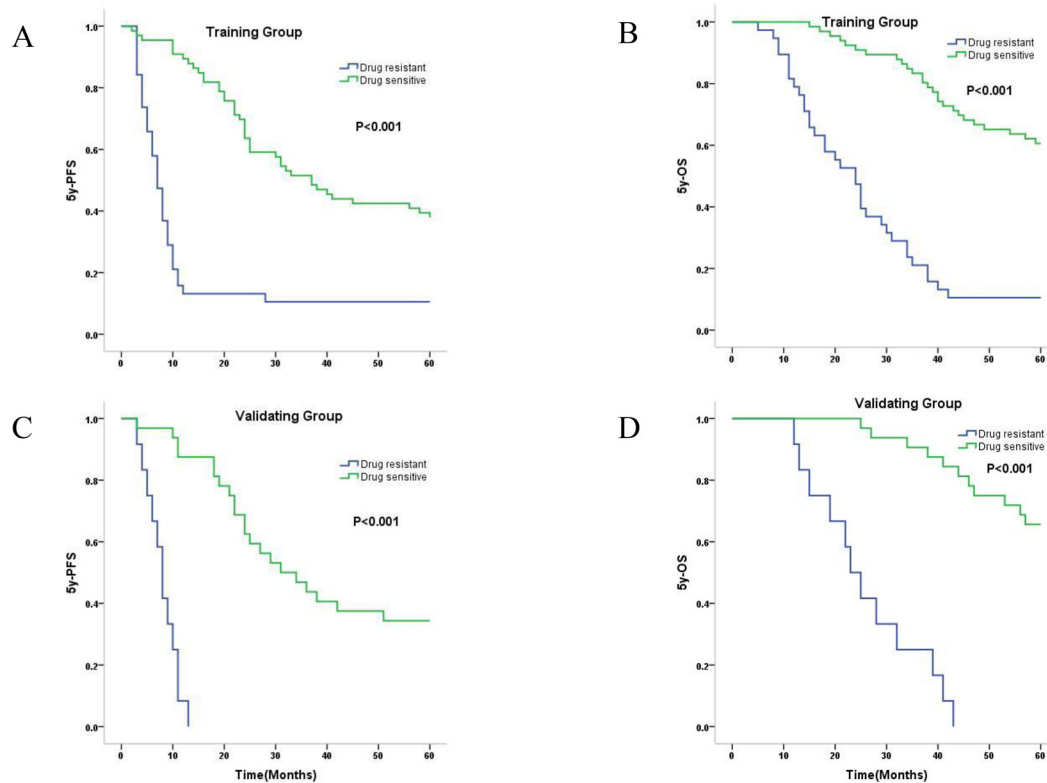 A
Training Group
Drug resistant
Drug sensitive
P<0.001
5y-PFS
1.0
0.8
0.6
0.4
0.2
0.0
0 10 20 30 40 50 60
B
Training Group
Drug resistant
Drug sensitive
P<0.001
5y-OS
1.0
0.8
0.6
0.4
0.2
0.0
0 10 20 30 40 50 60
C
Validating Group
Drug resistant
Drug sensitive
P<0.001
5y-PFS
1.0
0.8
0.6
0.4
0.2
0.0
0 10 20 30 40 50 60
Time(Months)
D
Validating Group
Drug resistant
Drug sensitive
P<0.001
5y-OS
1.0
0.8
0.6
0.4
0.2
0.0
0 10 20 30 40 50 60
Time(Months)